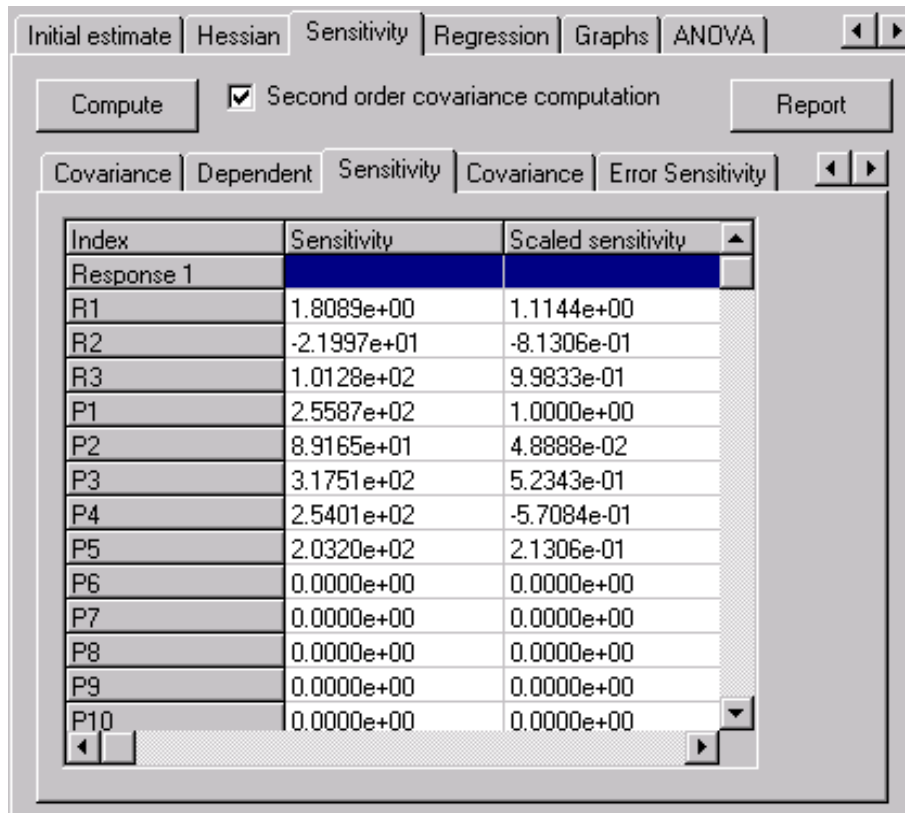 Initial estimate Hessian Sensitivity Regression Graphs ANOVA
Compute Second order covariance computation Report
Covariance Dependent Sensitivity Covariance Error Sensitivity
Index Sensitivity Scaled sensitivity
Response 1
R1 1.8089e+00 1.1144e+00
R2 -2.1997e+01 -8.1306e-01
R3 1.0128e+02 9.9833e-01
P1 2.5587e+02 1.0000e+00
P2 8.9165e+01 4.8888e-02
P3 3.1751e+02 5.2343e-01
P4 2.5401e+02 -5.7084e-01
P5 2.0320e+02 2.1306e-01
P6 0.0000e+00 0.0000e+00
P7 0.0000e+00 0.0000e+00
P8 0.0000e+00 0.0000e+00
P9 0.0000e+00 0.0000e+00
P10 0.0000e+00 0.0000e+00